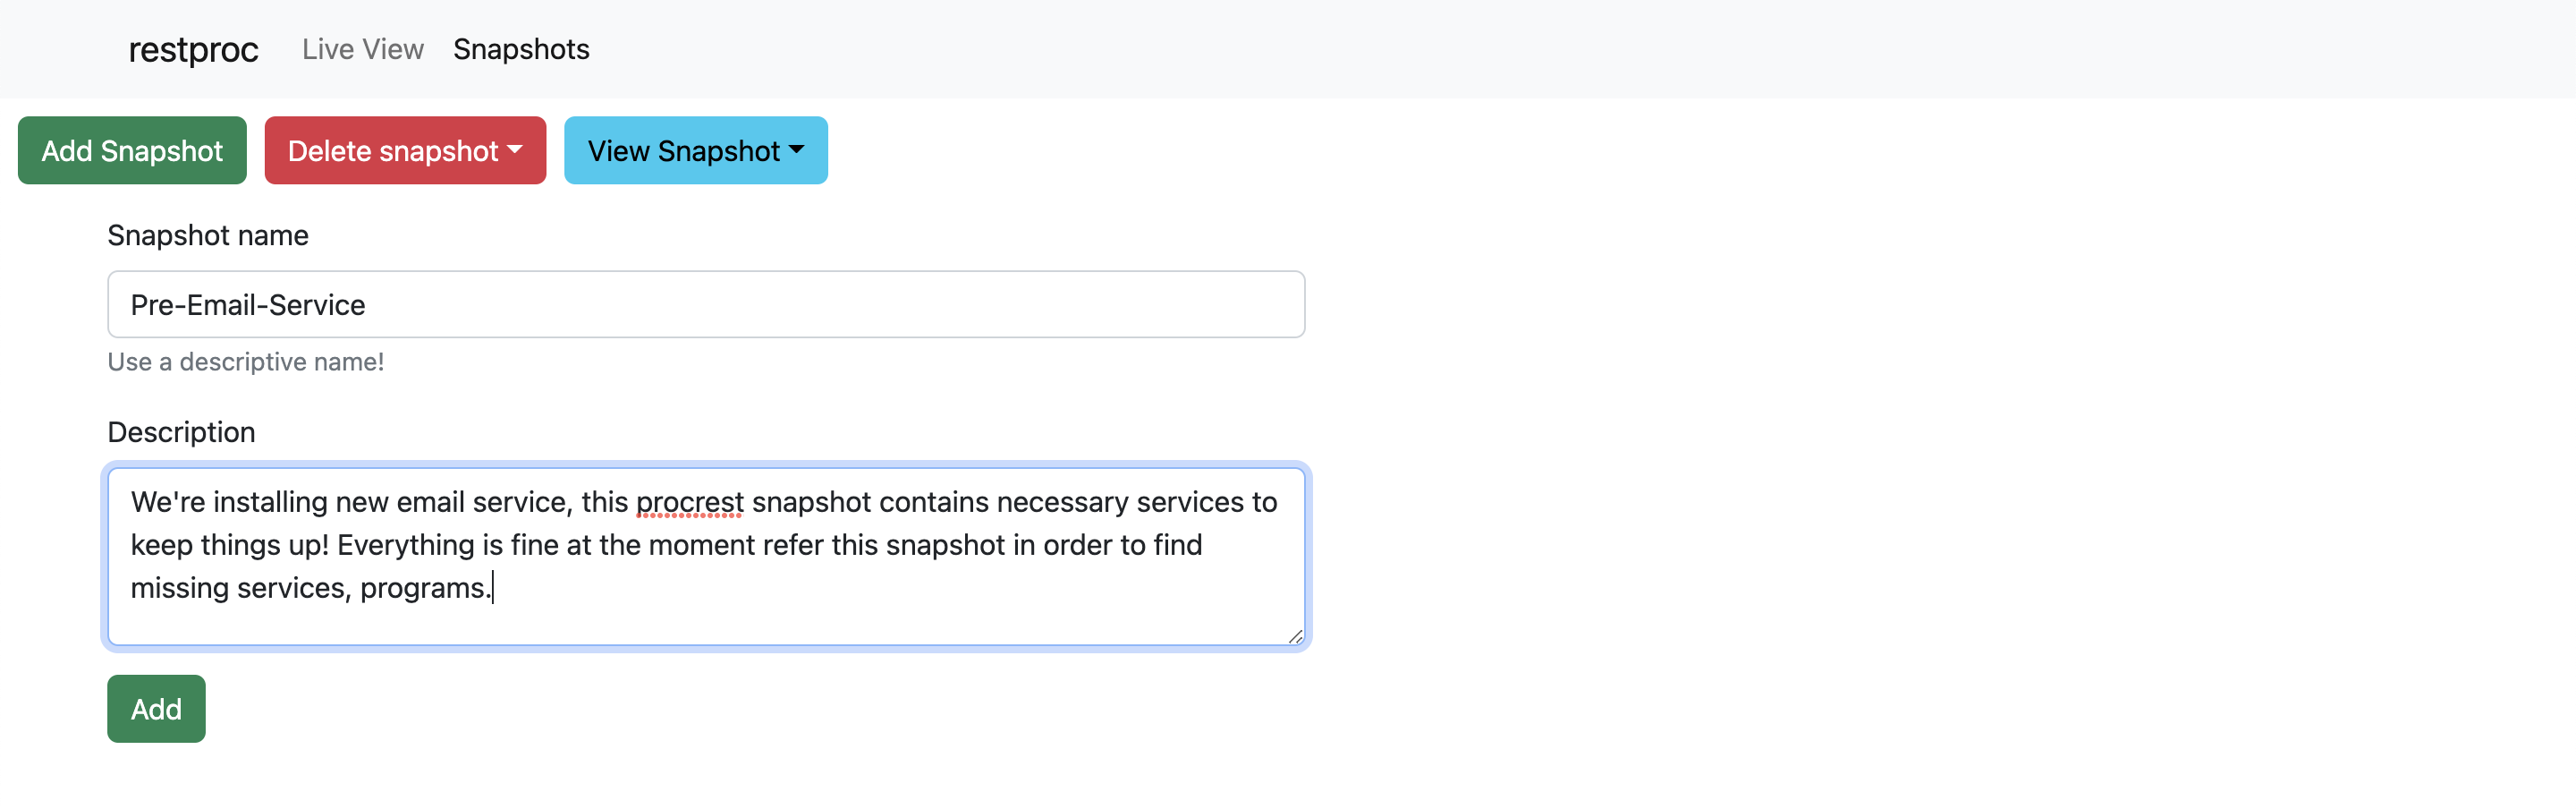 restproc Live View Snapshots
Add Snapshot Delete snapshot View Snapshot
Snapshot name
Pre-Email-Service
Use a descriptive name!
Description
We're installing new email service, this procrest snapshot contains necessary services to
keep things up! Everything is fine at the moment refer this snapshot in order to find
missing services, programs.
Add